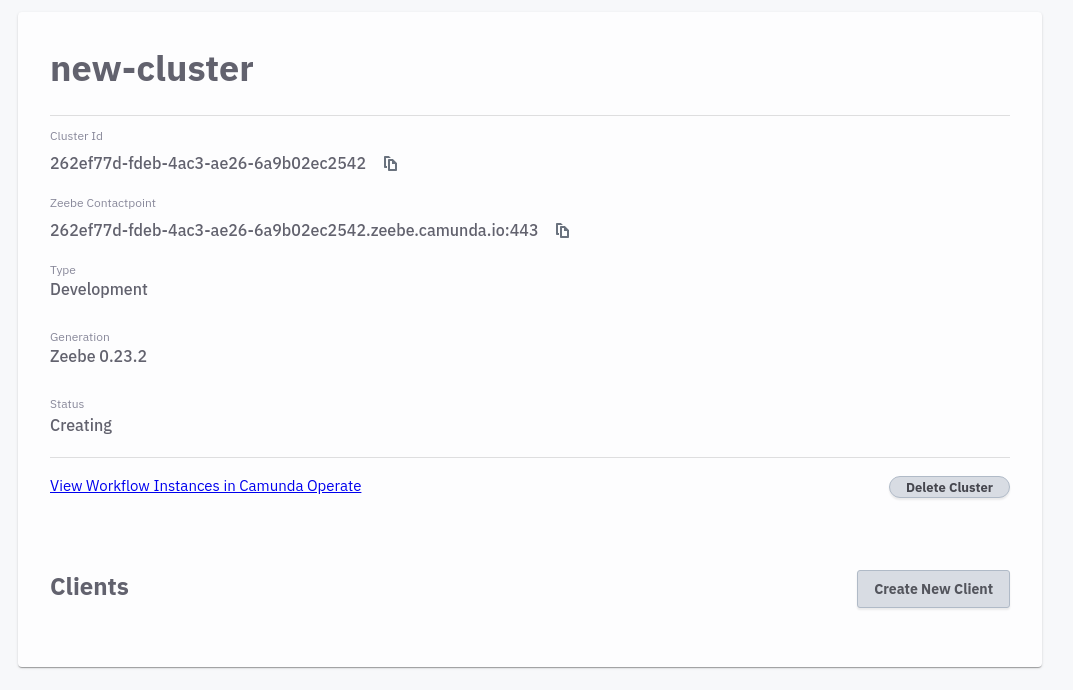 new-cluster
Cluster Id
262ef77d-fdeb-4ac3-ae26-6a9b02ec2542
Zeebe Contactpoint
262ef77d-fdeb-4ac3-ae26-6a9b02ec2542.zeebe.camunda.io:443
Type
Development
Generation
Zeebe 0.23.2
Status
Creating
View Workflow Instances in Camunda Operate
Delete Cluster
Clients
Create New Client